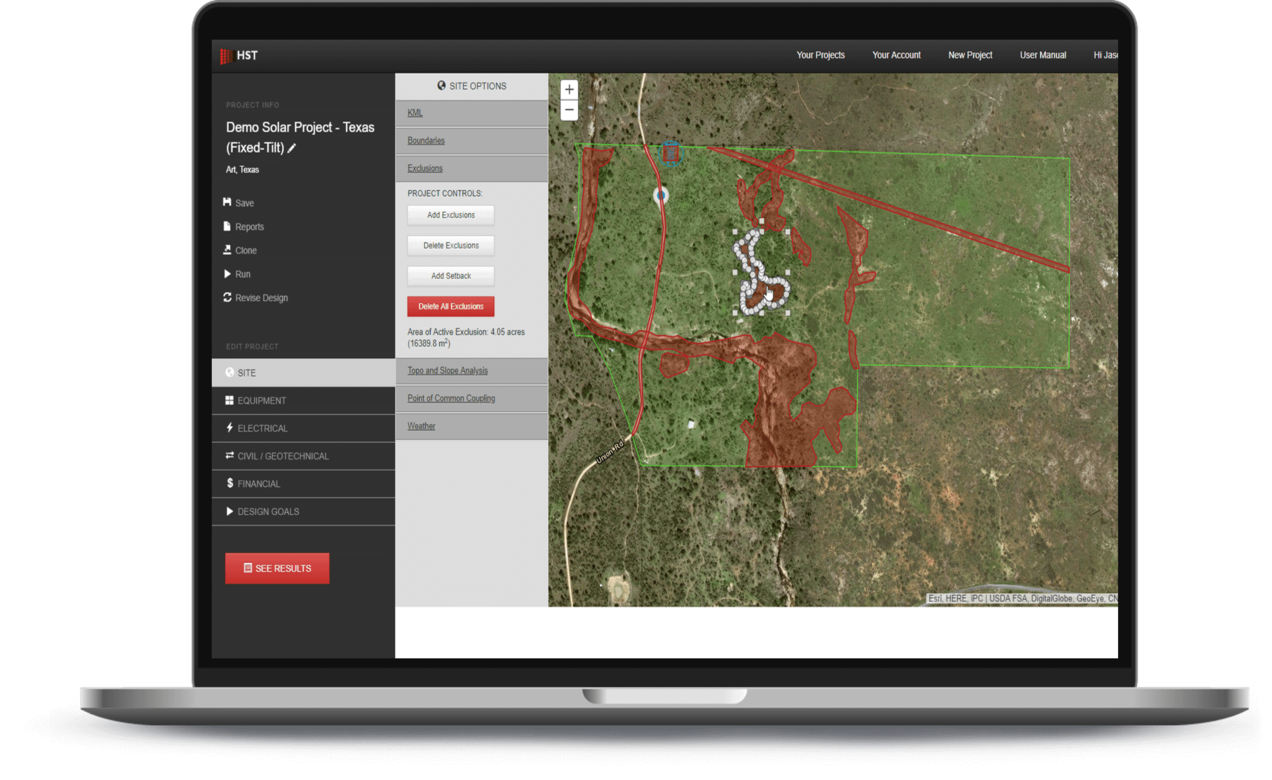 HST
Your Projects
Your Account
New Project
User Manual
Hi Jaso
PROJECT INFO
Demo Solar Project - Texas
(Fixed-Tilt)
Art, Texas
Save
Reports
Clone
Run
Revise Design
EDIT PROJECT
SITE
EQUIPMENT
ELECTRICAL
CIVIL / GEOTECHNICAL
FINANCIAL
DESIGN GOALS
SEE RESULTS
SITE OPTIONS
KML
Boundaries
Exclusions
PROJECT CONTROLS:
Add Exclusions
Delete Exclusions
Add Setback
Delete All Exclusions
Area of Active Exclusion: 4.05 acres
(16389.8 m²)
Topo and Slope Analysis
Point of Common Coupling
Weather
+
−
Union Rd
Esri, HERE, iPC | USDA FSA, DigitalGlobe, GeoEye, CN